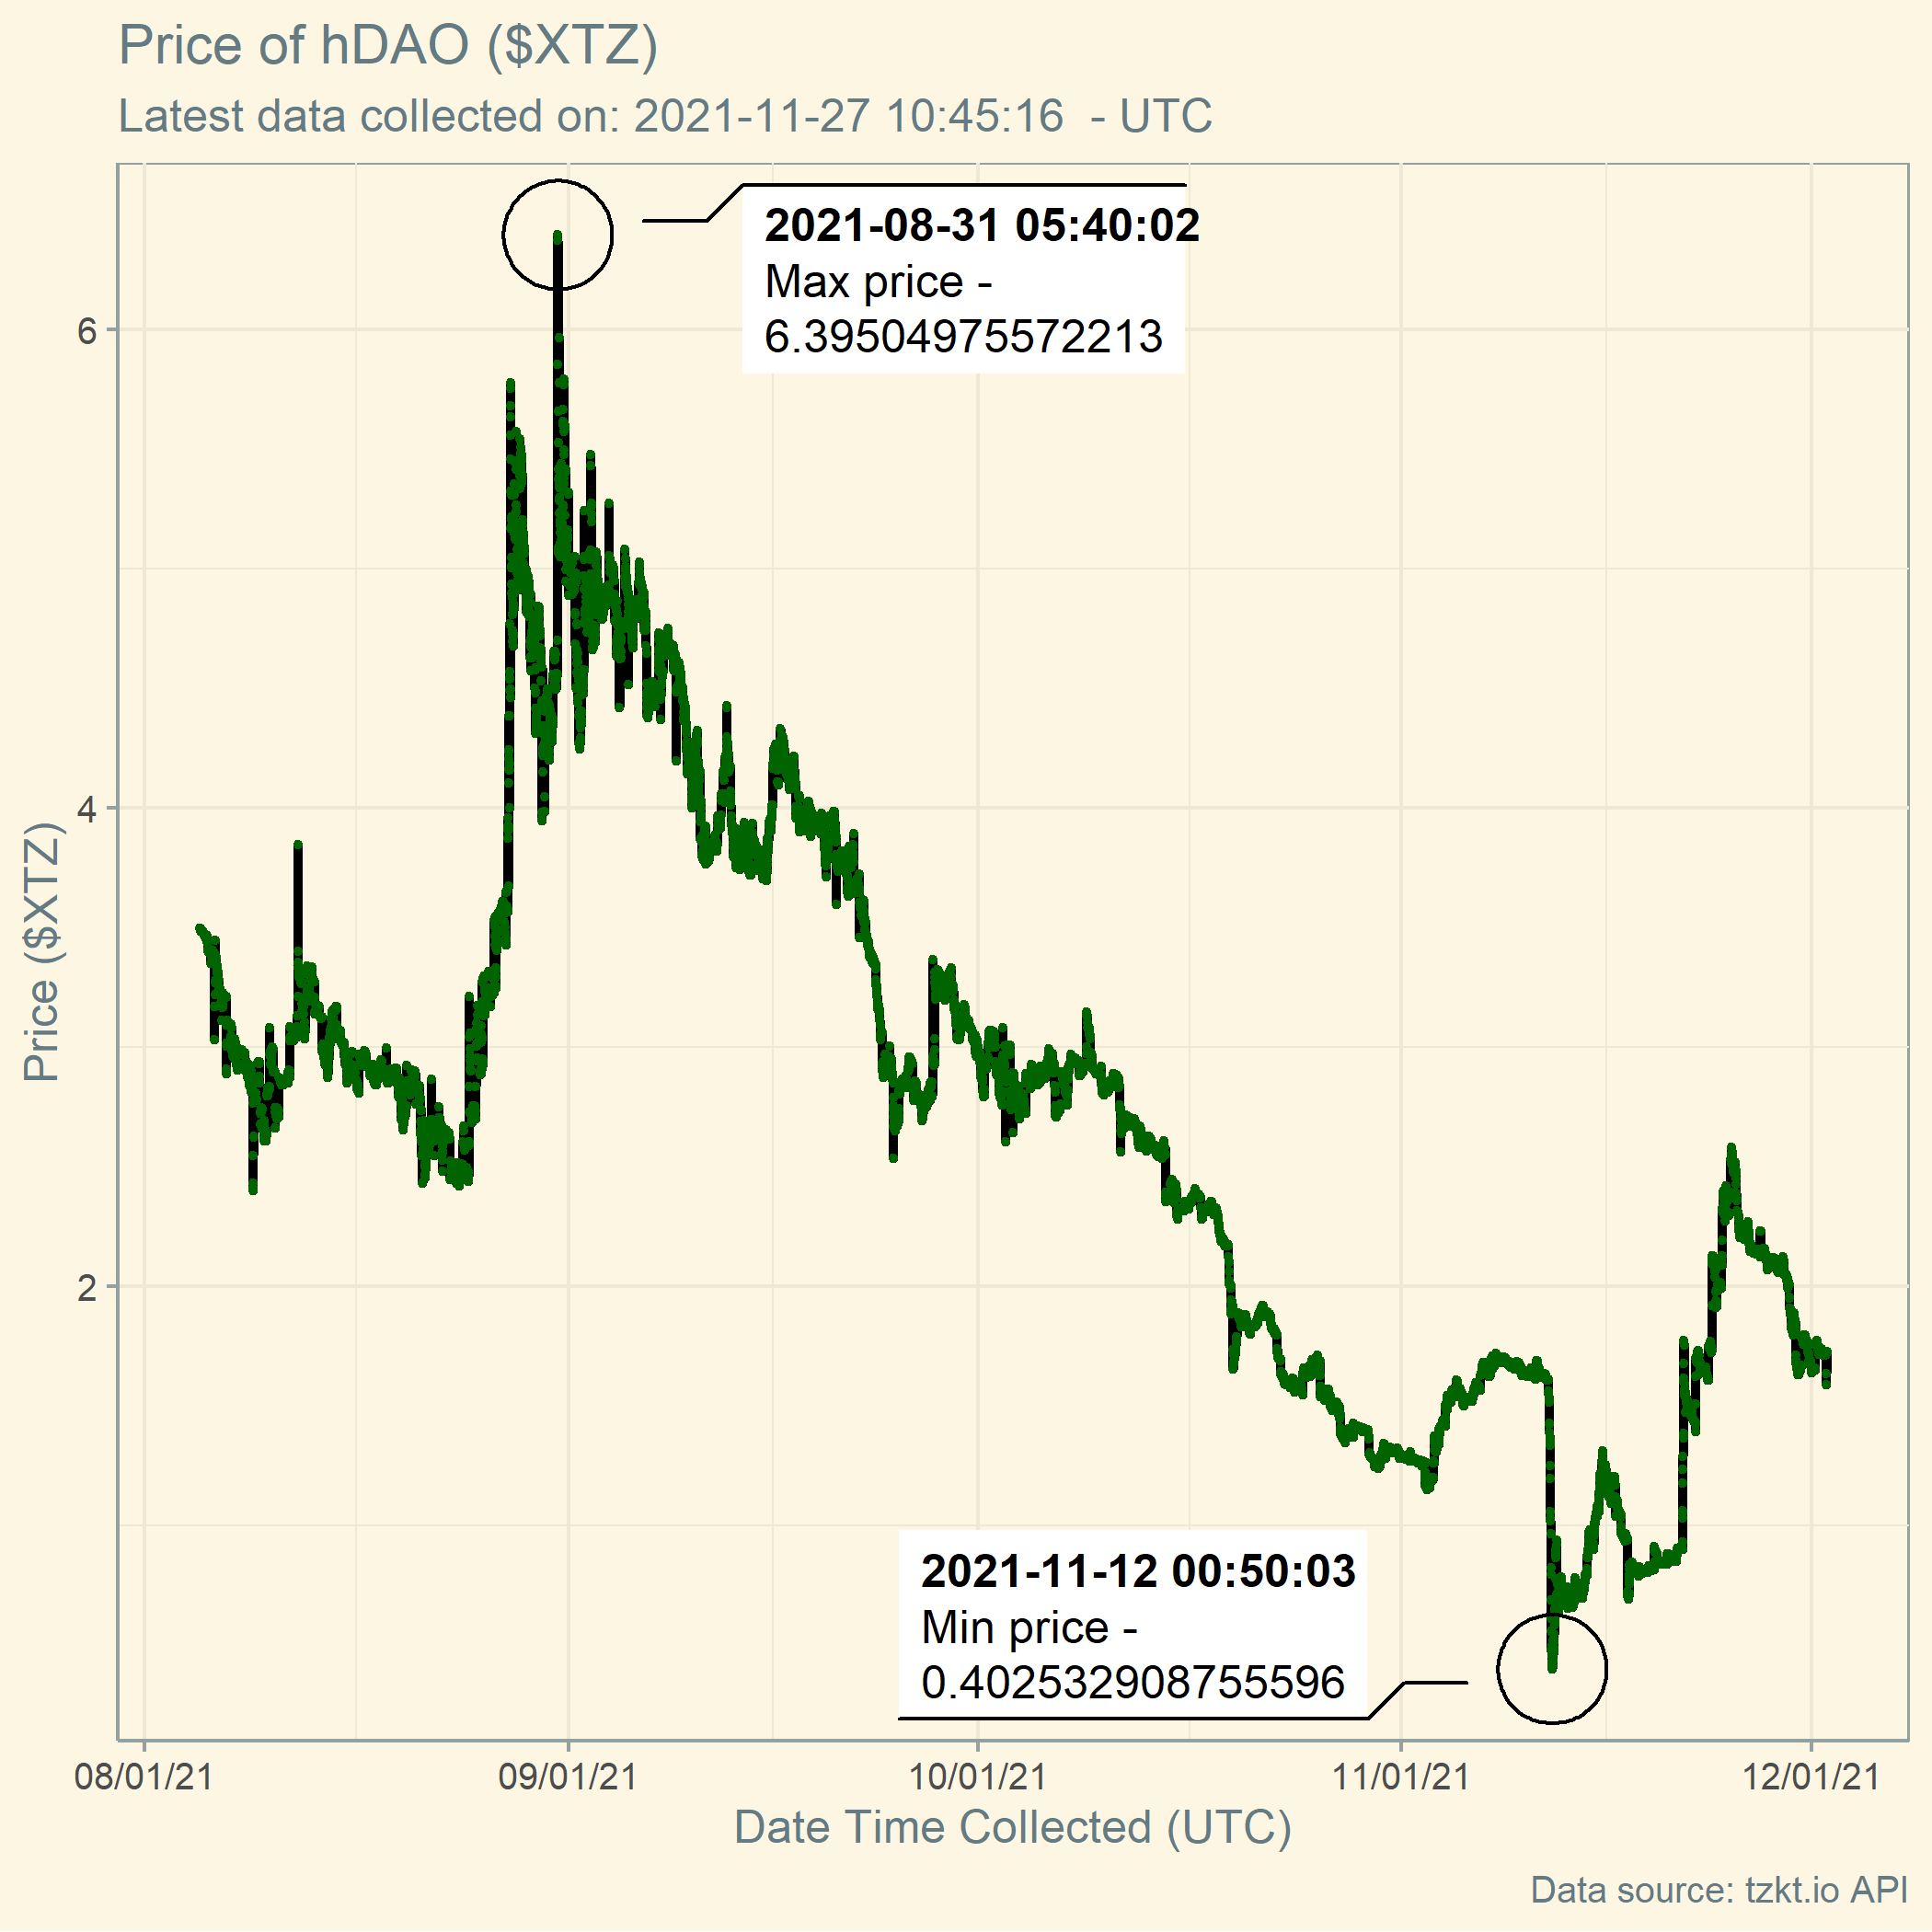 Price of hDAO ($XTZ)
Latest data collected on: 2021-11-27 10:45:16  - UTC
2021-08-31 05:40:02
Max price -
6.39504975572213
6
4
2
Price ($XTZ)
2021-11-12 00:50:03
Min price -
0.402532908755596
08/01/21 09/01/21 10/01/21 11/01/21 12/01/21
Date Time Collected (UTC)
Data source: tzkt.io API